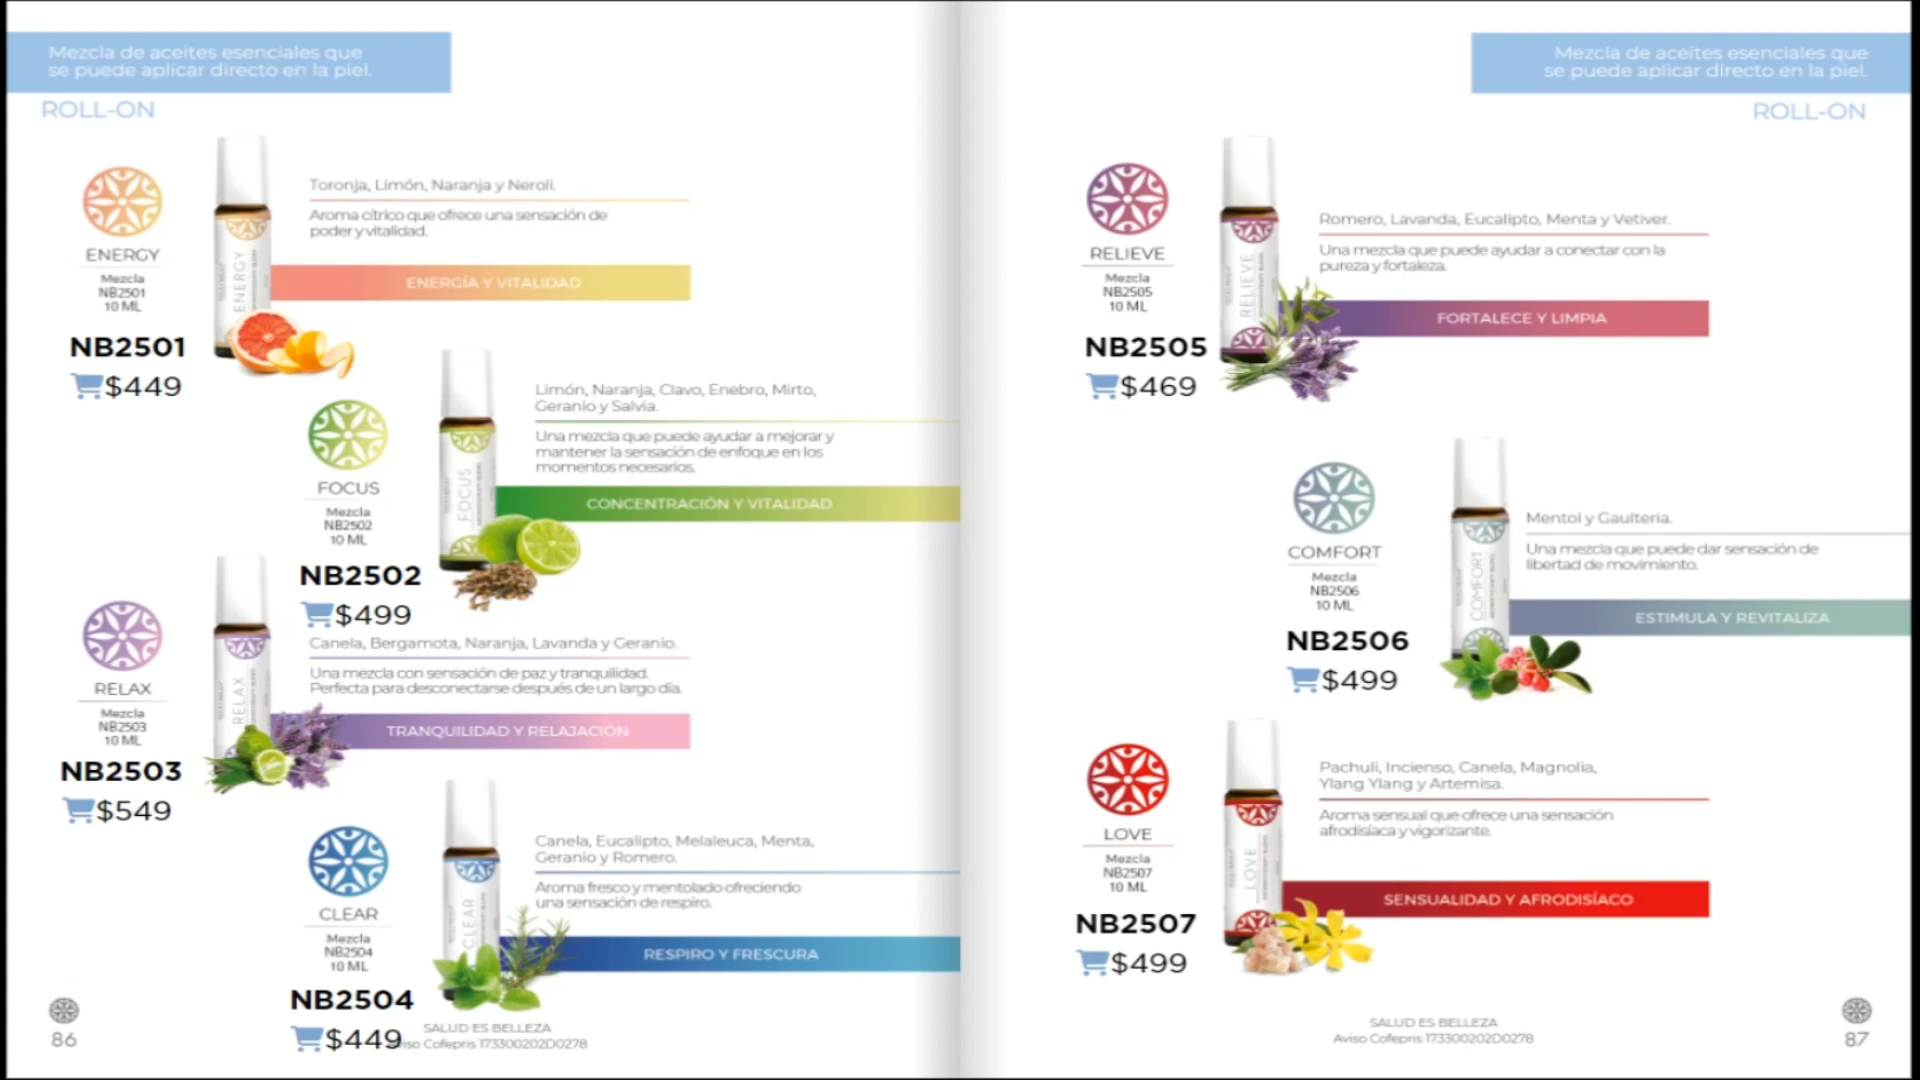 Mezcla de aceites esenciales que
se puede aplicar directo en la piel.
ROLL-ON
ENERGY
Mezcla
NB2501
10 ML
NB2501
$449
ENERGY
Toronja, Limón, Naranja y Neroli.
Aroma cítrico que ofrece una sensación de
poder y vitalidad.
ENERGÍA Y VITALIDAD
FOCUS
Mezcla
NB2502
10 ML
NB2502
$499
FOCUS
Limón, Naranja, Clavo, Enebro, Mirto,
Geranio y Salvia.
Una mezcla que puede ayudar a mejorar y
mantener la sensación de enfoque en los
momentos necesarios.
CONCENTRACIÓN Y VITALIDAD
RELAX
Mezcla
NB2503
10 ML
NB2503
$549
RELAX
Canela, Bergamota, Naranja, Lavanda y Geranio.
Una mezcla con sensación de paz y tranquilidad.
Perfecta para desconectarse después de un largo día.
TRANQUILIDAD Y RELAJACIÓN
CLEAR
Mezcla
NB2504
10 ML
NB2504
$449
CLEAR
Canela, Eucalipto, Melaleuca, Menta,
Geranio y Romero.
Aroma fresco y mentolado ofreciendo
una sensación de respiro.
RESPIRO Y FRESCURA
86
SALUD ES BELLEZA
Cofepris 173300202D0278
Mezcla de aceites esenciales que
se puede aplicar directo en la piel.
ROLL-ON
RELIEVE
Mezcla
NB2505
10 ML
NB2505
$469
RELIEVE
Romero, Lavanda, Eucalipto, Menta y Vetiver.
Una mezcla que puede ayudar a conectar con la
pureza y fortaleza.
FORTALECE Y LIMPIA
COMFORT
Mezcla
NB2506
10 ML
NB2506
$499
COMFORT
Mentol y Gaulteria.
Una mezcla que puede dar sensación de
libertad de movimiento.
ESTIMULA Y REVITALIZA
LOVE
Mezcla
NB2507
10 ML
NB2507
$499
LOVE
Pachuli, Incienso, Canela, Magnolia,
Ylang Ylang y Artemisa.
Aroma sensual que ofrece una sensación
afrodisíaca y vigorizante.
SENSUALIDAD Y AFRODISÍACO
SALUD ES BELLEZA
Aviso Cofepris 173300202D0278
87